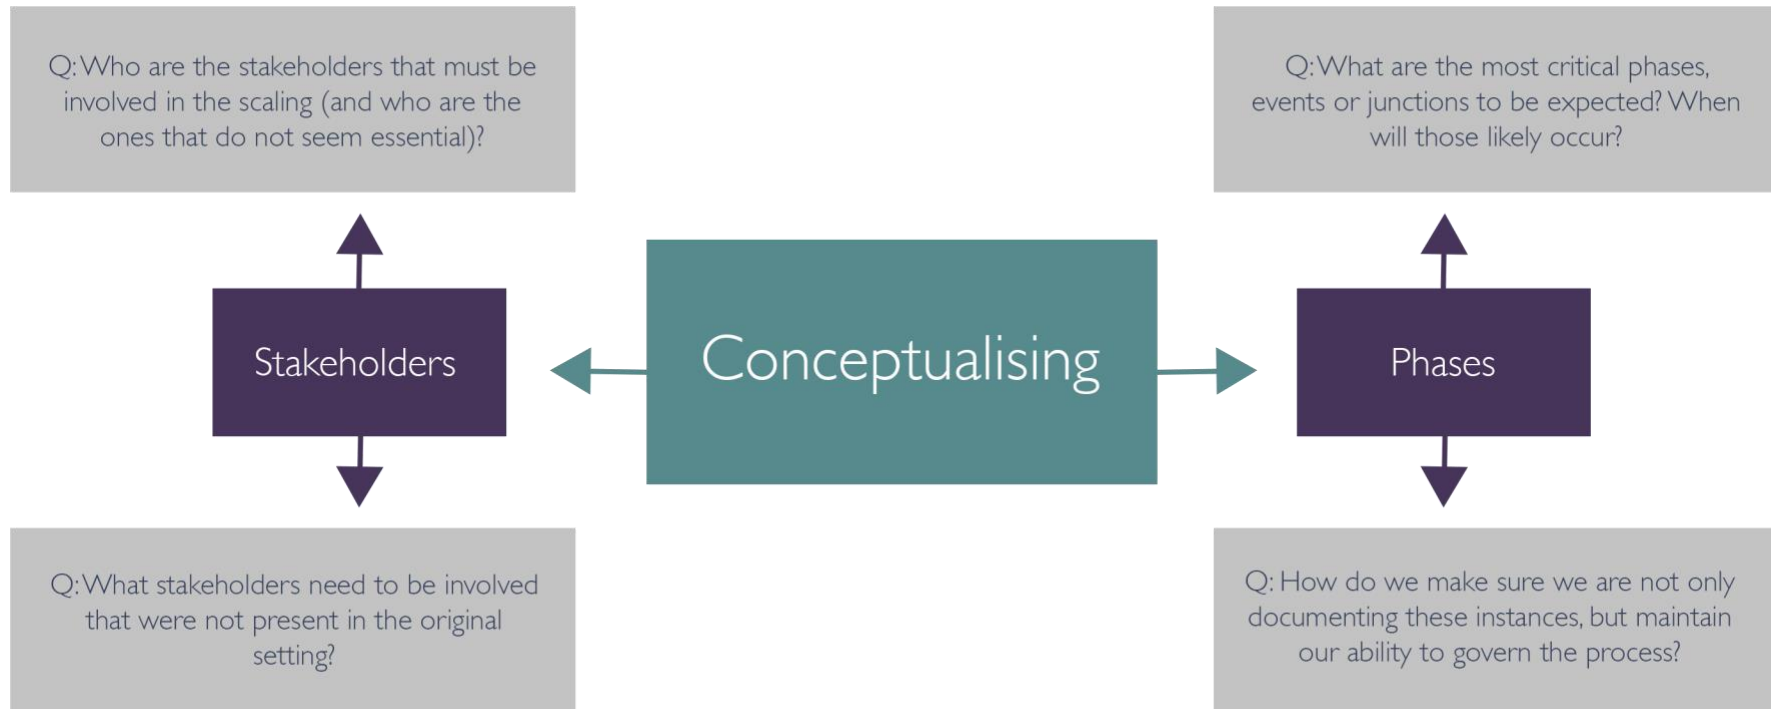 Q: Who are the stakeholders that must be
involved in the scaling (and who are the
ones that do not seem essential)?
Q: What are the most critical phases,
events or junctions to be expected? When
will those likely occur?
Stakeholders
Conceptualising
Phases
Q: What stakeholders need to be involved
that were not present in the original
setting?
Q: How do we make sure we are not only
documenting these instances, but maintain
our ability to govern the process?